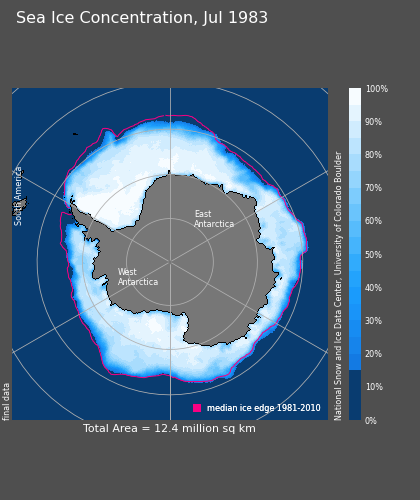 Sea Ice Concentration, Jul 1983
South America
East
Antarctica
West
Antarctica
final data
median ice edge 1981-2010
Total Area = 12.4 million sq km
National Snow and Ice Data Center, University of Colorado Boulder
100%
90%
80%
70%
60%
50%
40%
30%
20%
10%
0%